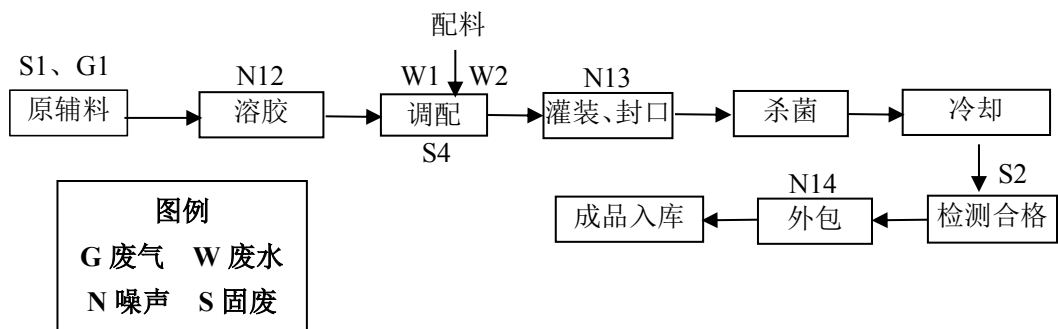 配料
S1、G1
N12
W1 W2
N13
原辅料
溶胶
调配
灌装、封口
杀菌
冷却
S4
S2
N14
成品入库
外包
检测合格
图例
G 废气 W 废水
N 噪声 S 固废